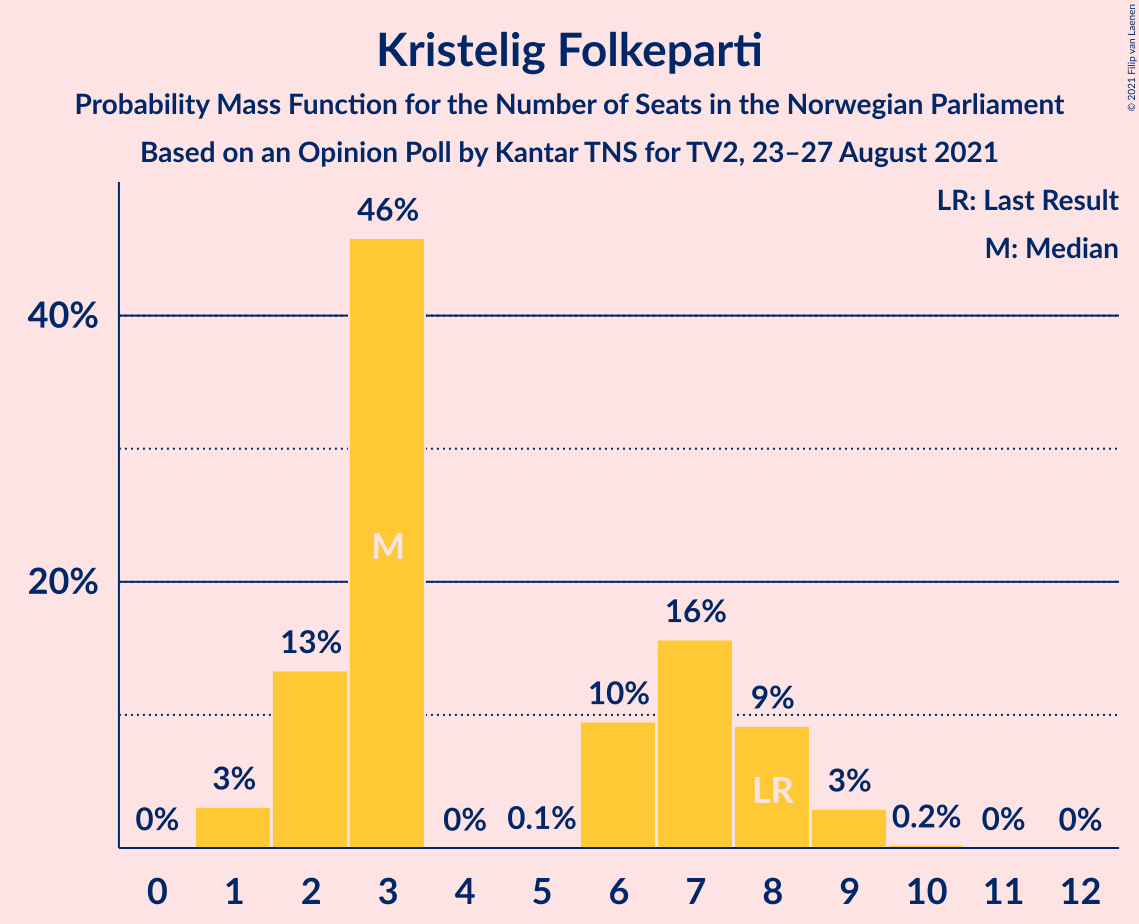 Kristelig Folkeparti
Probability Mass Function for the Number of Seats in the Norwegian Parliament
Based on an Opinion Poll by Kantar TNS for TV2, 23–27 August 2021
© 2021 Filip van Laenen
LR: Last Result
M: Median
40%
20%
0%
3%
13%
46%
0%
0.1%
10%
16%
9%
3%
0.2%
0%
0%
M
LR
0 1 2 3 4 5 6 7 8 9 10 11 12